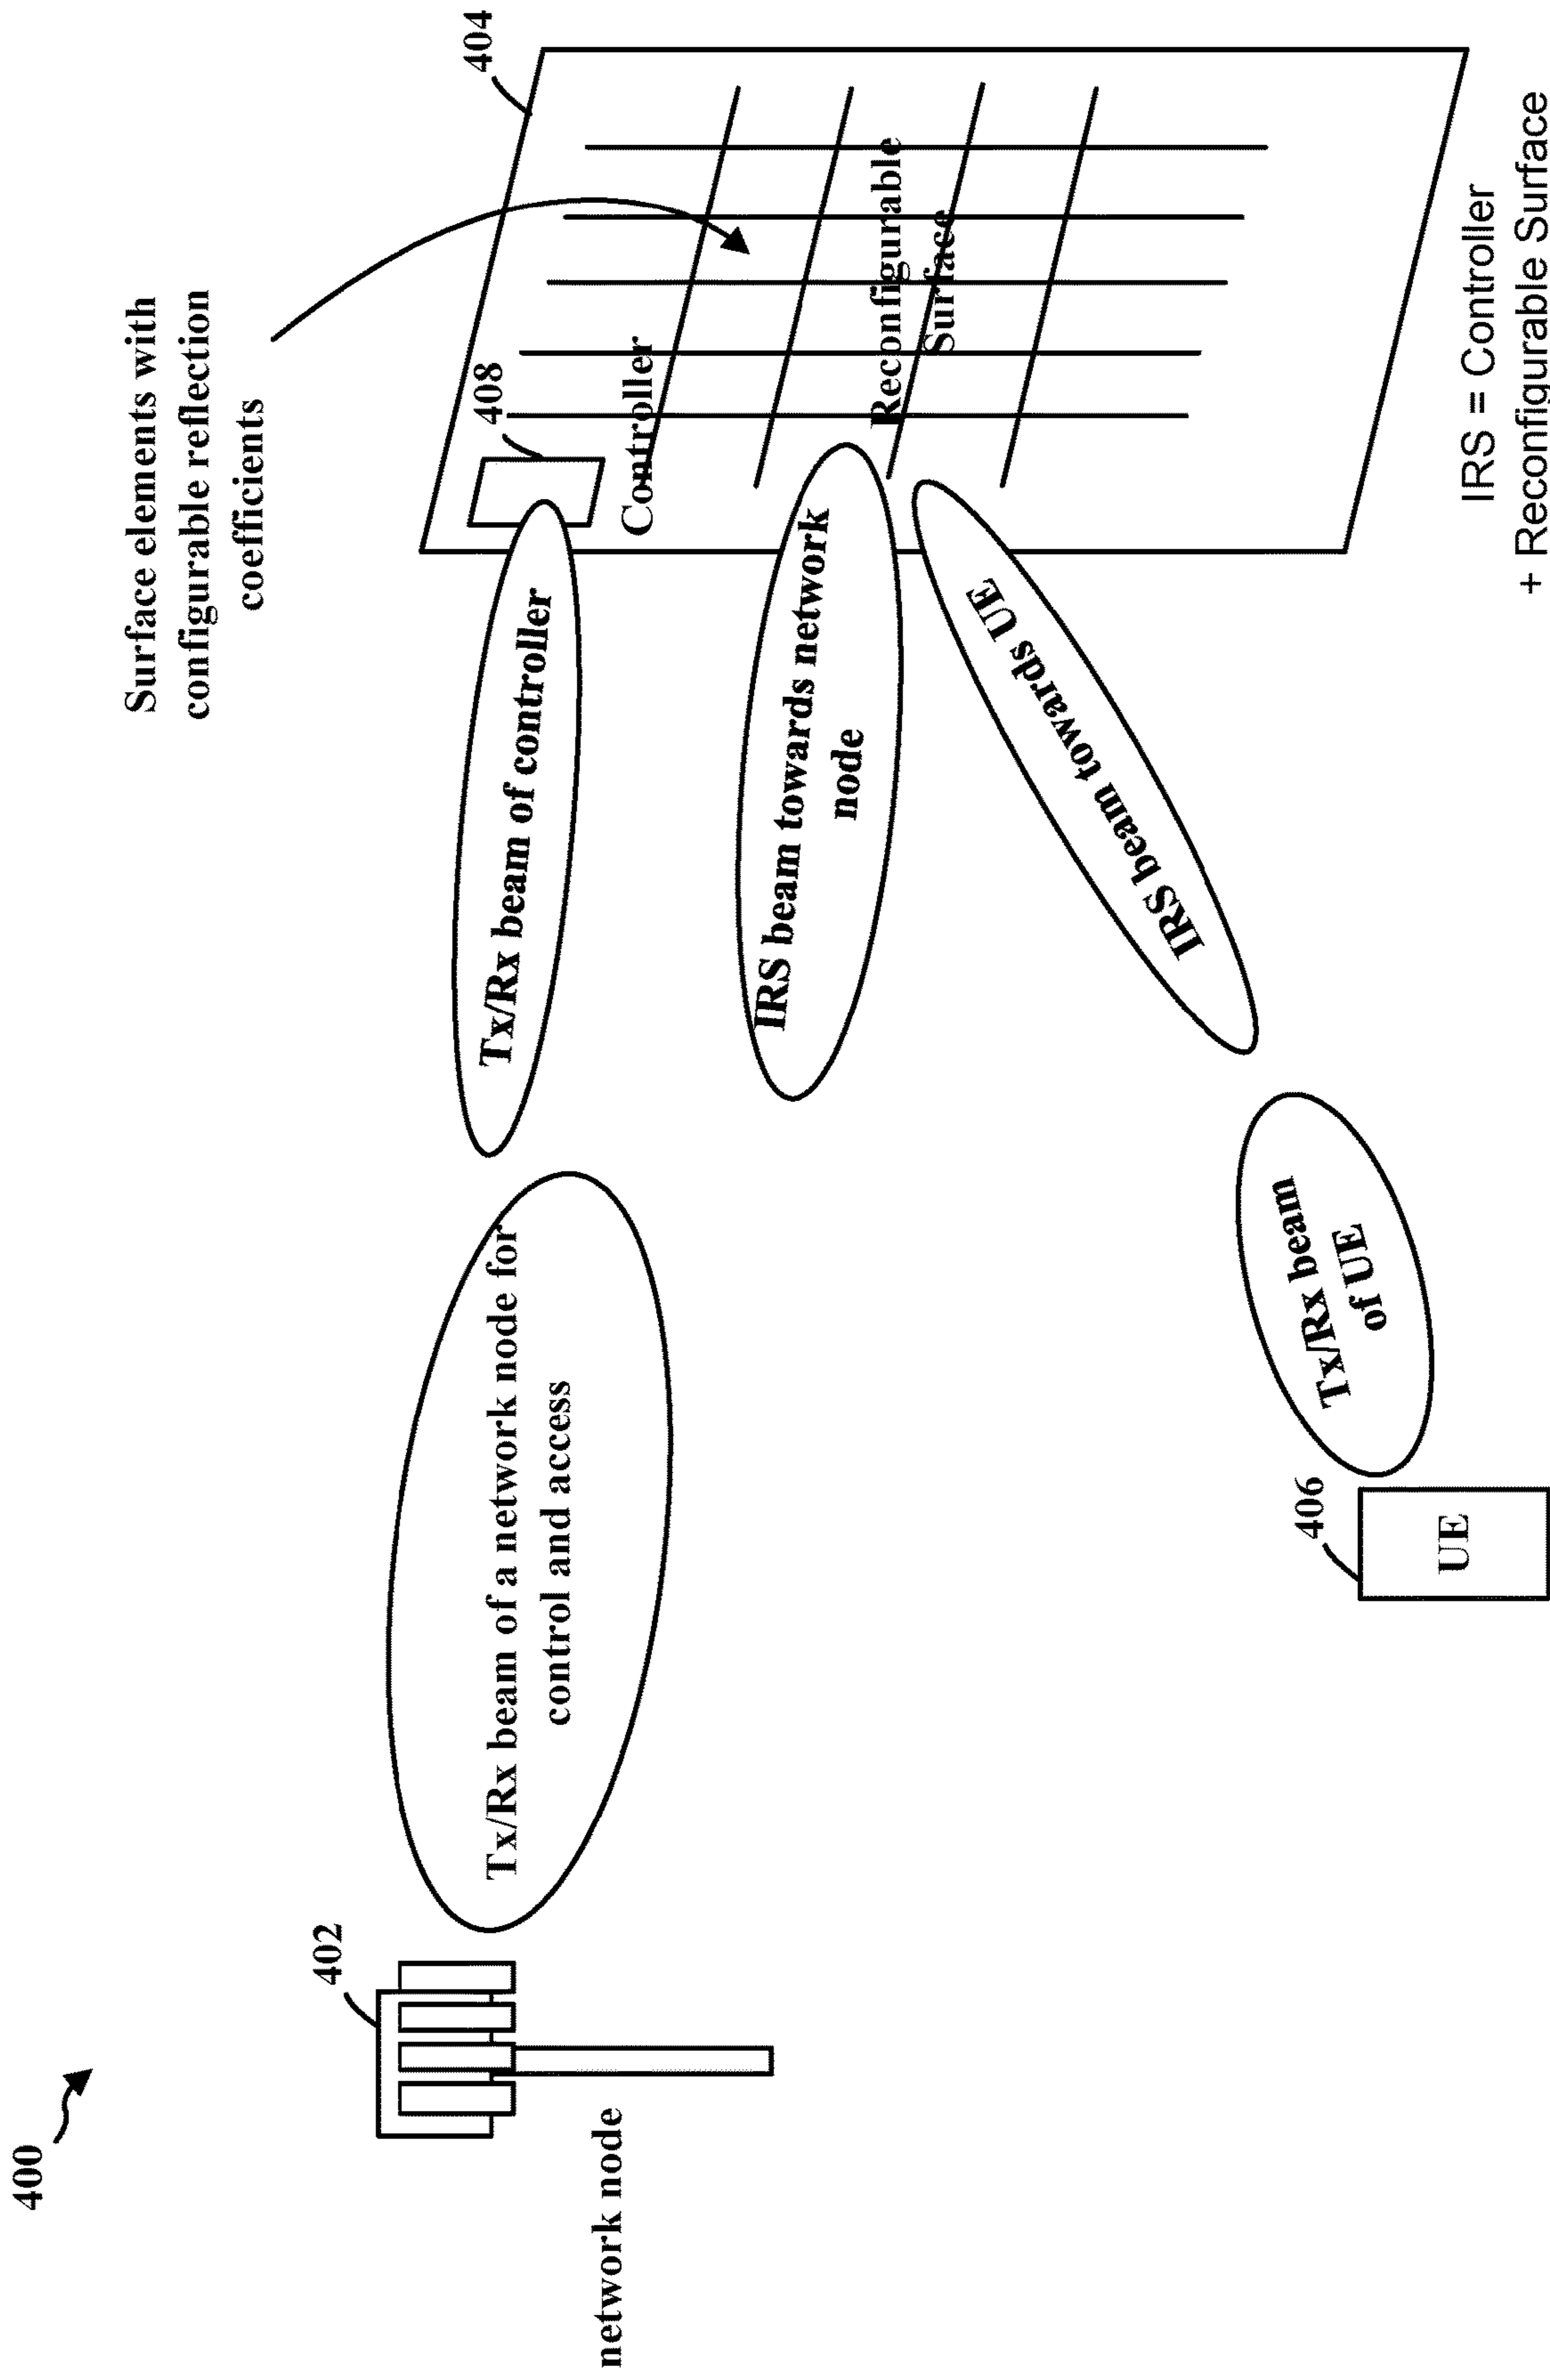 400
402
network node
Tx/Rx beam of a network node for
control and access
Surface elements with
configurable reflection
coefficients
404
408
Controller
Tx/Rx beam of controller
IRS beam towards network
node
IRS beam towards UE
Reconfigurable
Surface
406
UE
Tx/Rx beam
of UE
IRS = Controller
+ Reconfigurable Surface